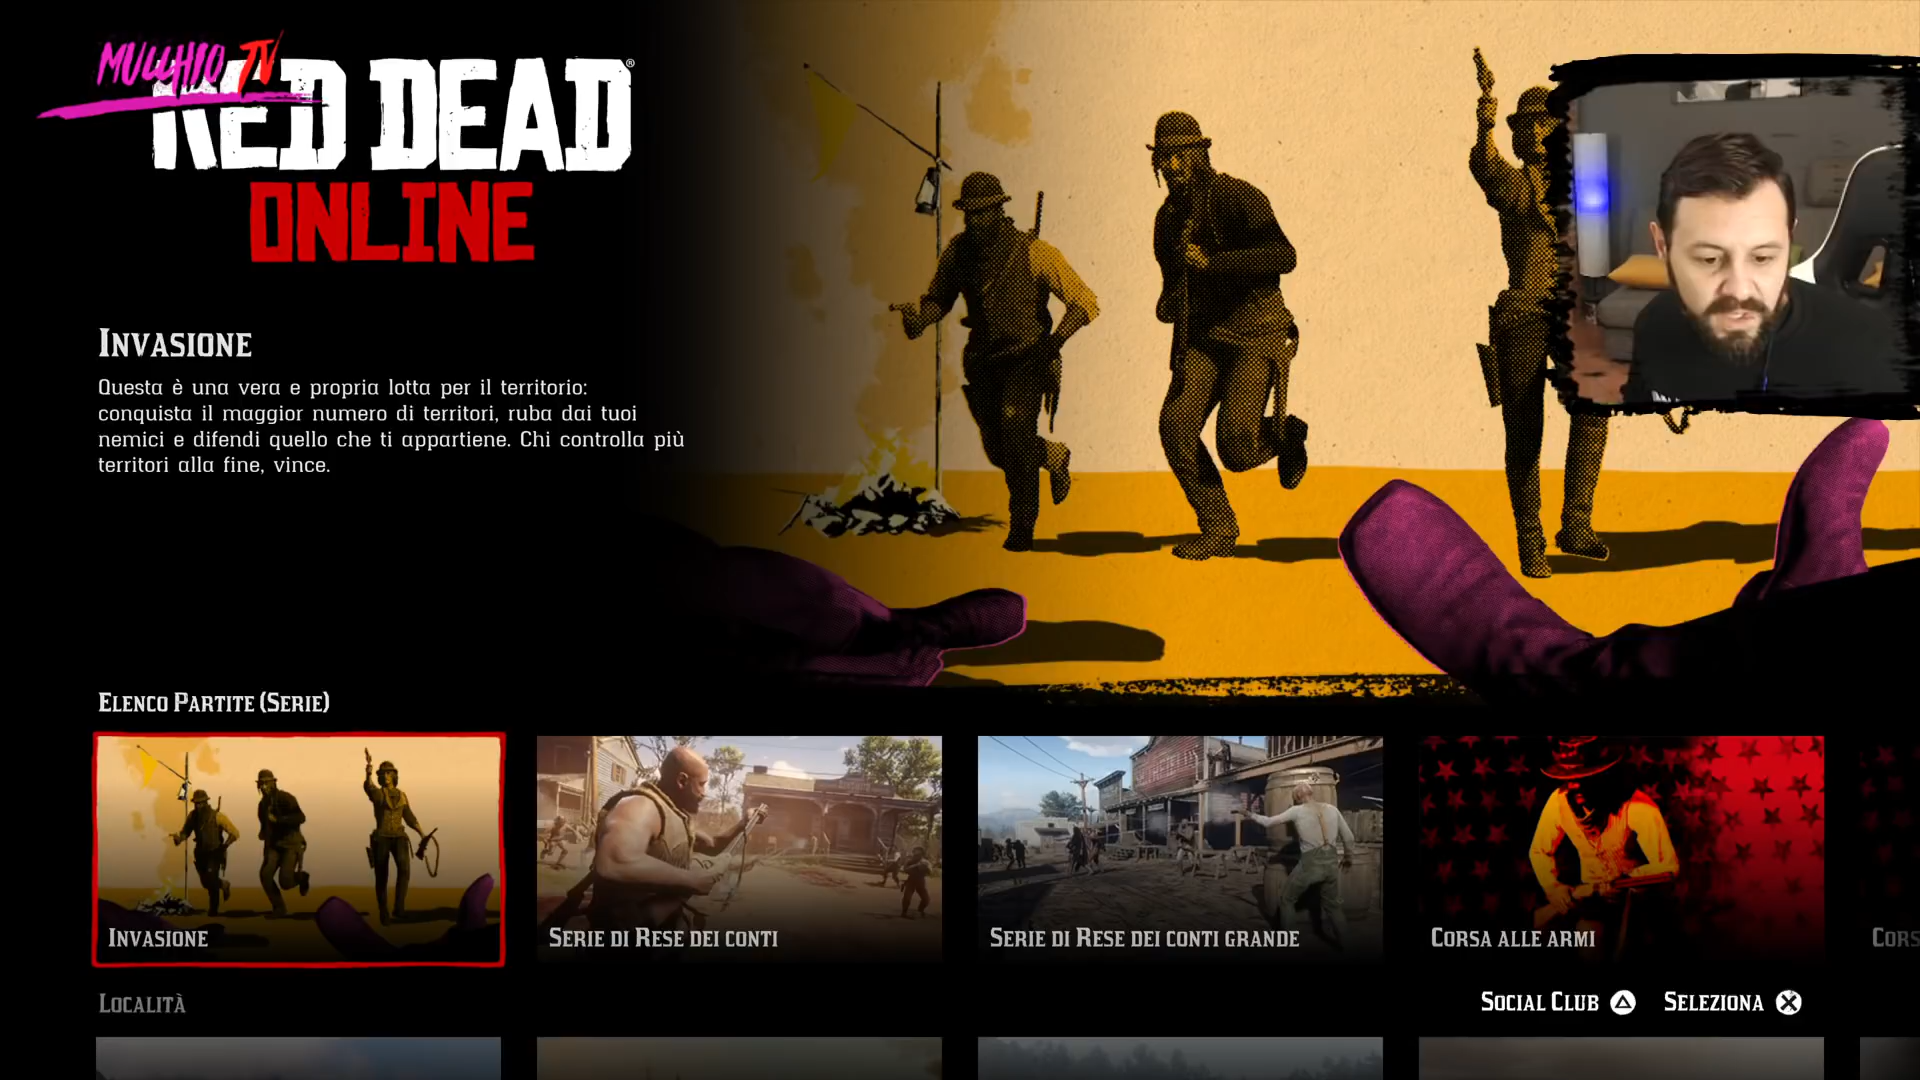 MUCCHIO TV
RED DEAD®
ONLINE
INVASIONE
Questa è una vera e propria lotta per il territorio:
conquista il maggior numero di territori, ruba dai tuoi
nemici e difendi quello che ti appartiene. Chi controlla più
territori alla fine, vince.
ELENCO PARTITE (SERIE)
INVASIONE
SERIE DI RESE DEI CONTI
SERIE DI RESE DEI CONTI GRANDE
CORSA ALLE ARMI
CORS
LOCALITÀ
SOCIAL CLUB
SELEZIONA